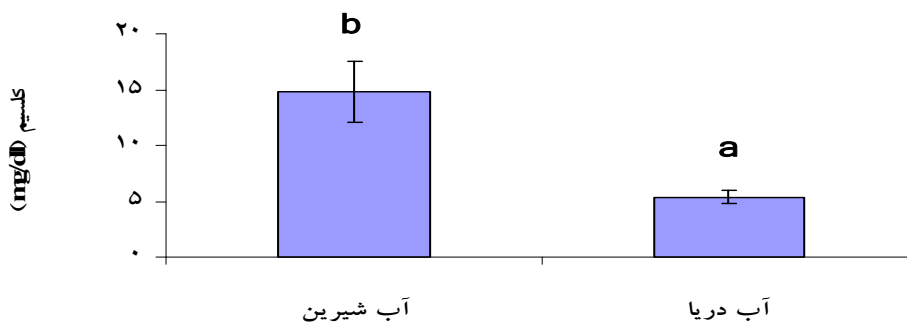 کلسیم (mg/dl)
۲۰
۱۵
۱۰
۵
۰
b
a
آب شیرین
آب دریا